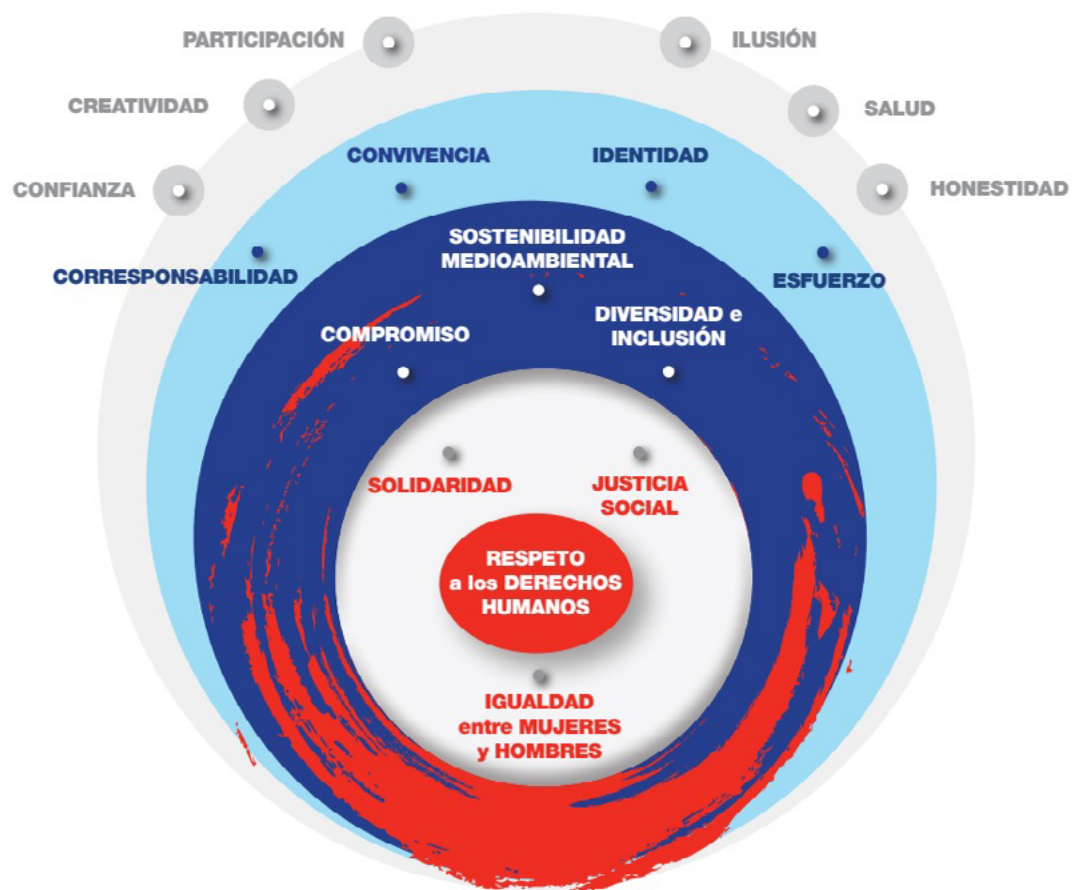 PARTICIPACIÓN
ILUSIÓN
CREATIVIDAD
SALUD
CONFIANZA
HONESTIDAD
CONVIVENCIA
IDENTIDAD
CORRESPONSABILIDAD
ESFUERZO
SOSTENIBILIDAD
MEDIOAMBIENTAL
COMPROMISO
DIVERSIDAD e
INCLUSIÓN
SOLIDARIDAD
JUSTICIA
SOCIAL
RESPETO
a los DERECHOS
HUMANOS
IGUALDAD
entre MUJERES
y HOMBRES